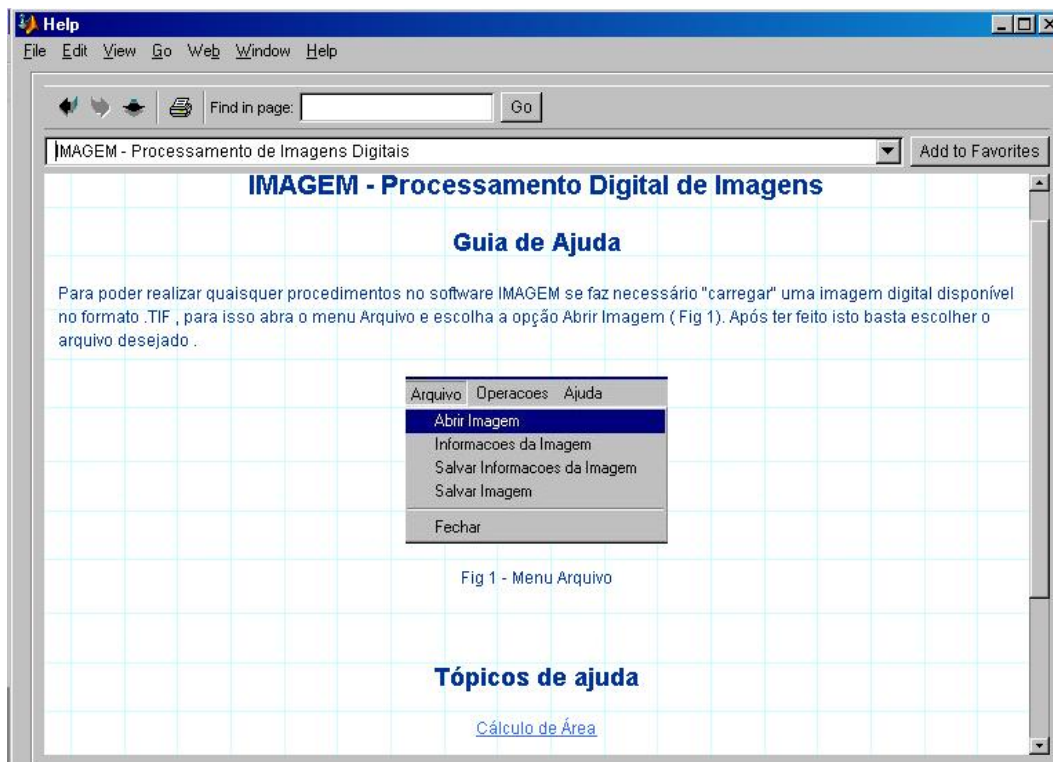 Help
File Edit View Go Web Window Help
Find in page: Go
IMAGEM - Processamento de Imagens Digitais Add to Favorites
IMAGEM - Processamento Digital de Imagens
Guia de Ajuda
Para poder realizar quaisquer procedimentos no software IMAGEM se faz necessário "carregar" uma imagem digital disponível
no formato .TIF , para isso abra o menu Arquivo e escolha a opção Abrir Imagem ( Fig 1). Após ter feito isto basta escolher o
arquivo desejado .
Arquivo Operacoes Ajuda
Abrir Imagem
Informacoes da Imagem
Salvar Informacoes da Imagem
Salvar Imagem
Fechar
Fig 1 - Menu Arquivo
Tópicos de ajuda
Cálculo de Área